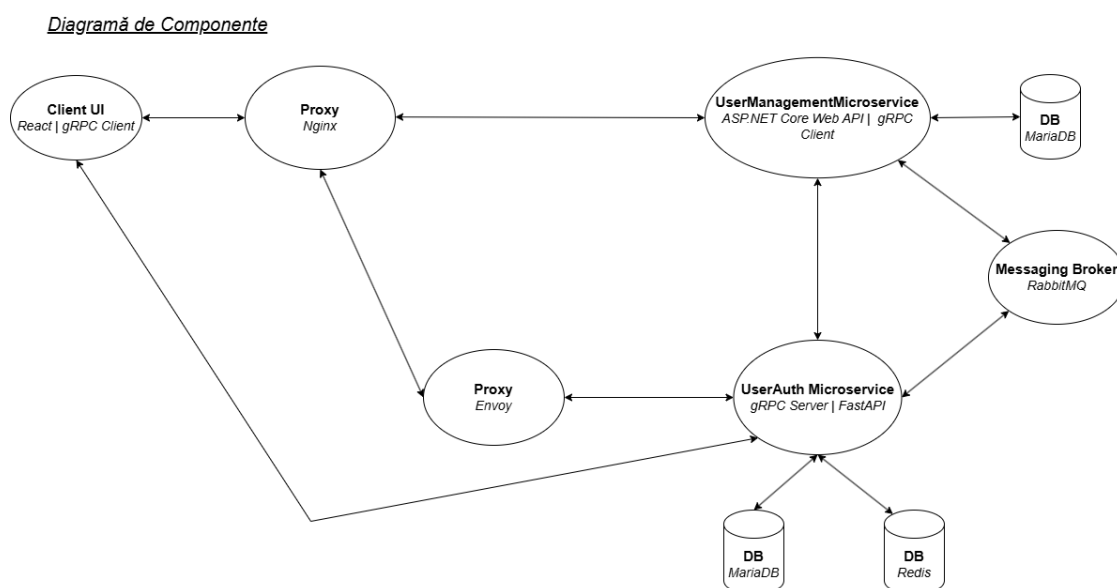 Diagramă de Componente
Client UI
React | gRPC Client
Proxy
Nginx
UserManagementMicroservice
ASP.NET Core Web API | gRPC
Client
DB
MariaDB
Messaging Broker
RabbitMQ
Proxy
Envoy
UserAuth Microservice
gRPC Server | FastAPI
DB
MariaDB
DB
Redis